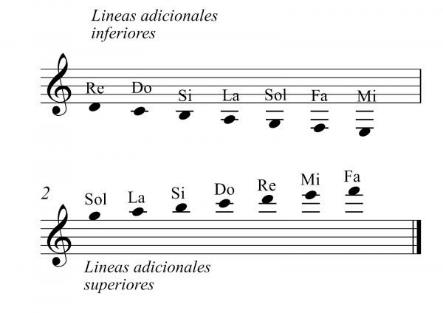 Lineas adicionales
inferiores
Re Do Si La Sol Fa Mi
2
Sol La Si Do Re Mi Fa
Lineas adicionales
superiores